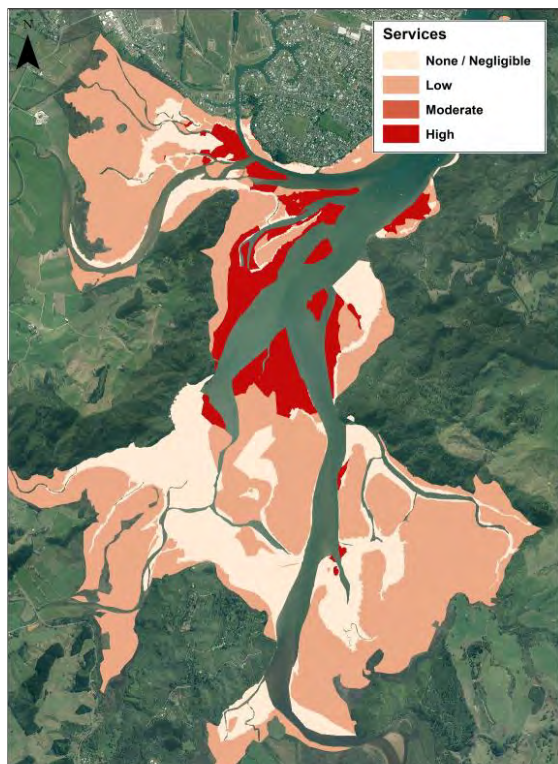 N
Services
None / Negligible
Low
Moderate
High